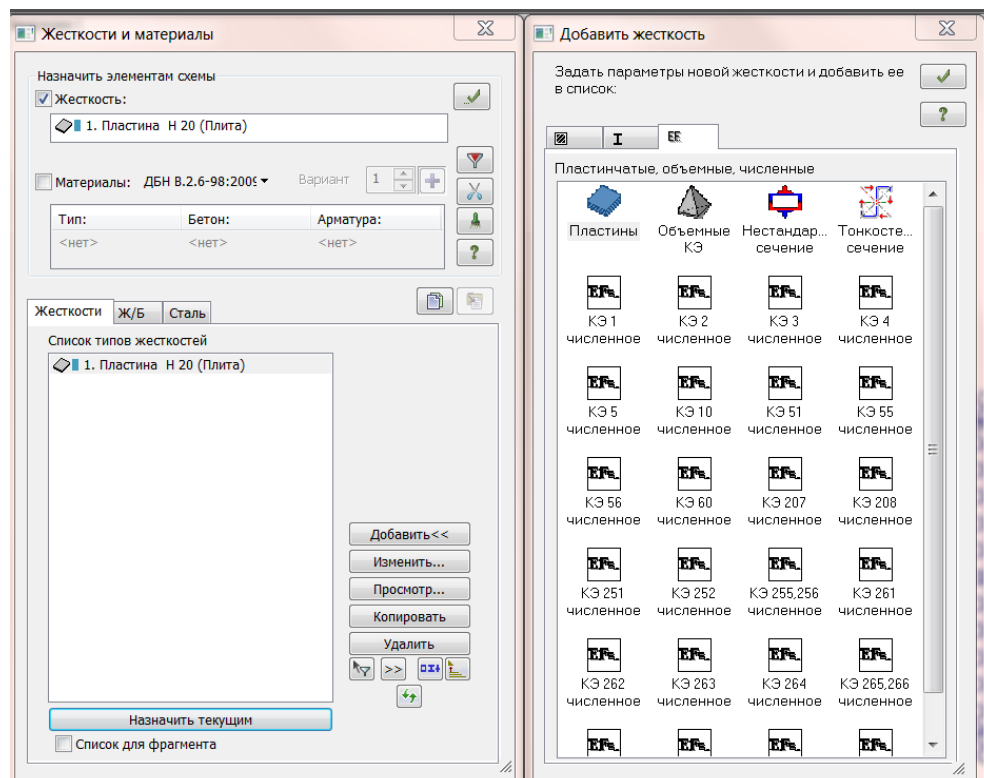 Жесткости и материалы
Назначить элементам схемы
Жесткость:
1. Пластина H 20 (Плита)
Материалы: ДБН В.2.6-98:2009
Вариант 1
Тип: Бетон: Арматура:
<нет> <нет> <нет>
Жесткости Ж/Б Сталь
Список типов жесткостей
1. Пластина H 20 (Плита)
Добавить<<
Изменить...
Просмотр...
Копировать
Удалить
>>
Назначить текущим
Список для фрагмента
Добавить жесткость
Задать параметры новой жесткости и добавить ее
в список:
?
I EF
Пластинчатые, объемные, численные
Пластины Объемные Нестандар... Тонкосте...
КЭ сечение сечение
КЭ 1 КЭ 2 КЭ 3 КЭ 4
численное численное численное численное
КЭ 5 КЭ 10 КЭ 51 КЭ 55
численное численное численное численное
КЭ 56 КЭ 60 КЭ 207 КЭ 208
численное численное численное численное
КЭ 251 КЭ 252 КЭ 255,256 КЭ 261
численное численное численное численное
КЭ 262 КЭ 263 КЭ 264 КЭ 265,266
численное численное численное численное